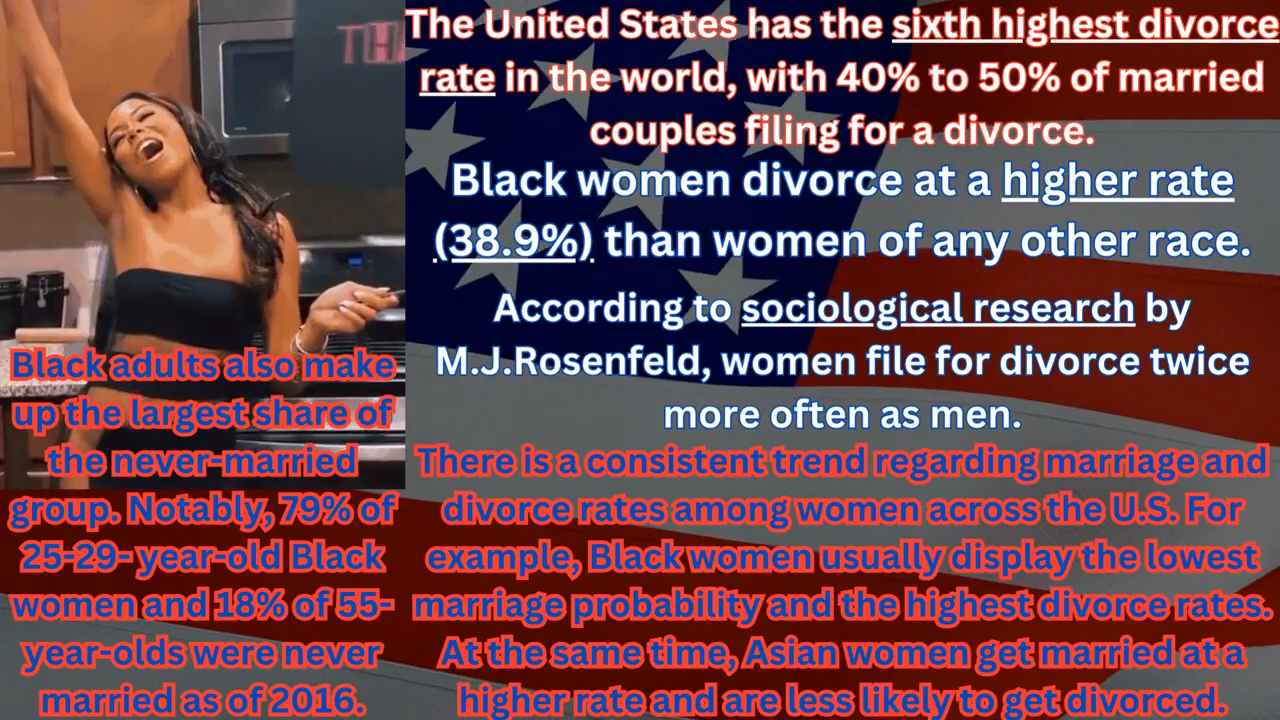 THA
The United States has the sixth highest divorce
rate in the world, with 40% to 50% of married
couples filing for a divorce.
Black women divorce at a higher rate
(38.9%) than women of any other race.
According to sociological research by
M.J.Rosenfeld, women file for divorce twice
more often as men.
There is a consistent trend regarding marriage and
divorce rates among women across the U.S. For
example, Black women usually display the lowest
marriage probability and the highest divorce rates.
At the same time, Asian women get married at a
higher rate and are less likely to get divorced.
Black adults also make
up the largest share of
the never-married
group. Notably, 79% of
25-29- year-old Black
women and 18% of 55-
year-olds were never
married as of 2016.